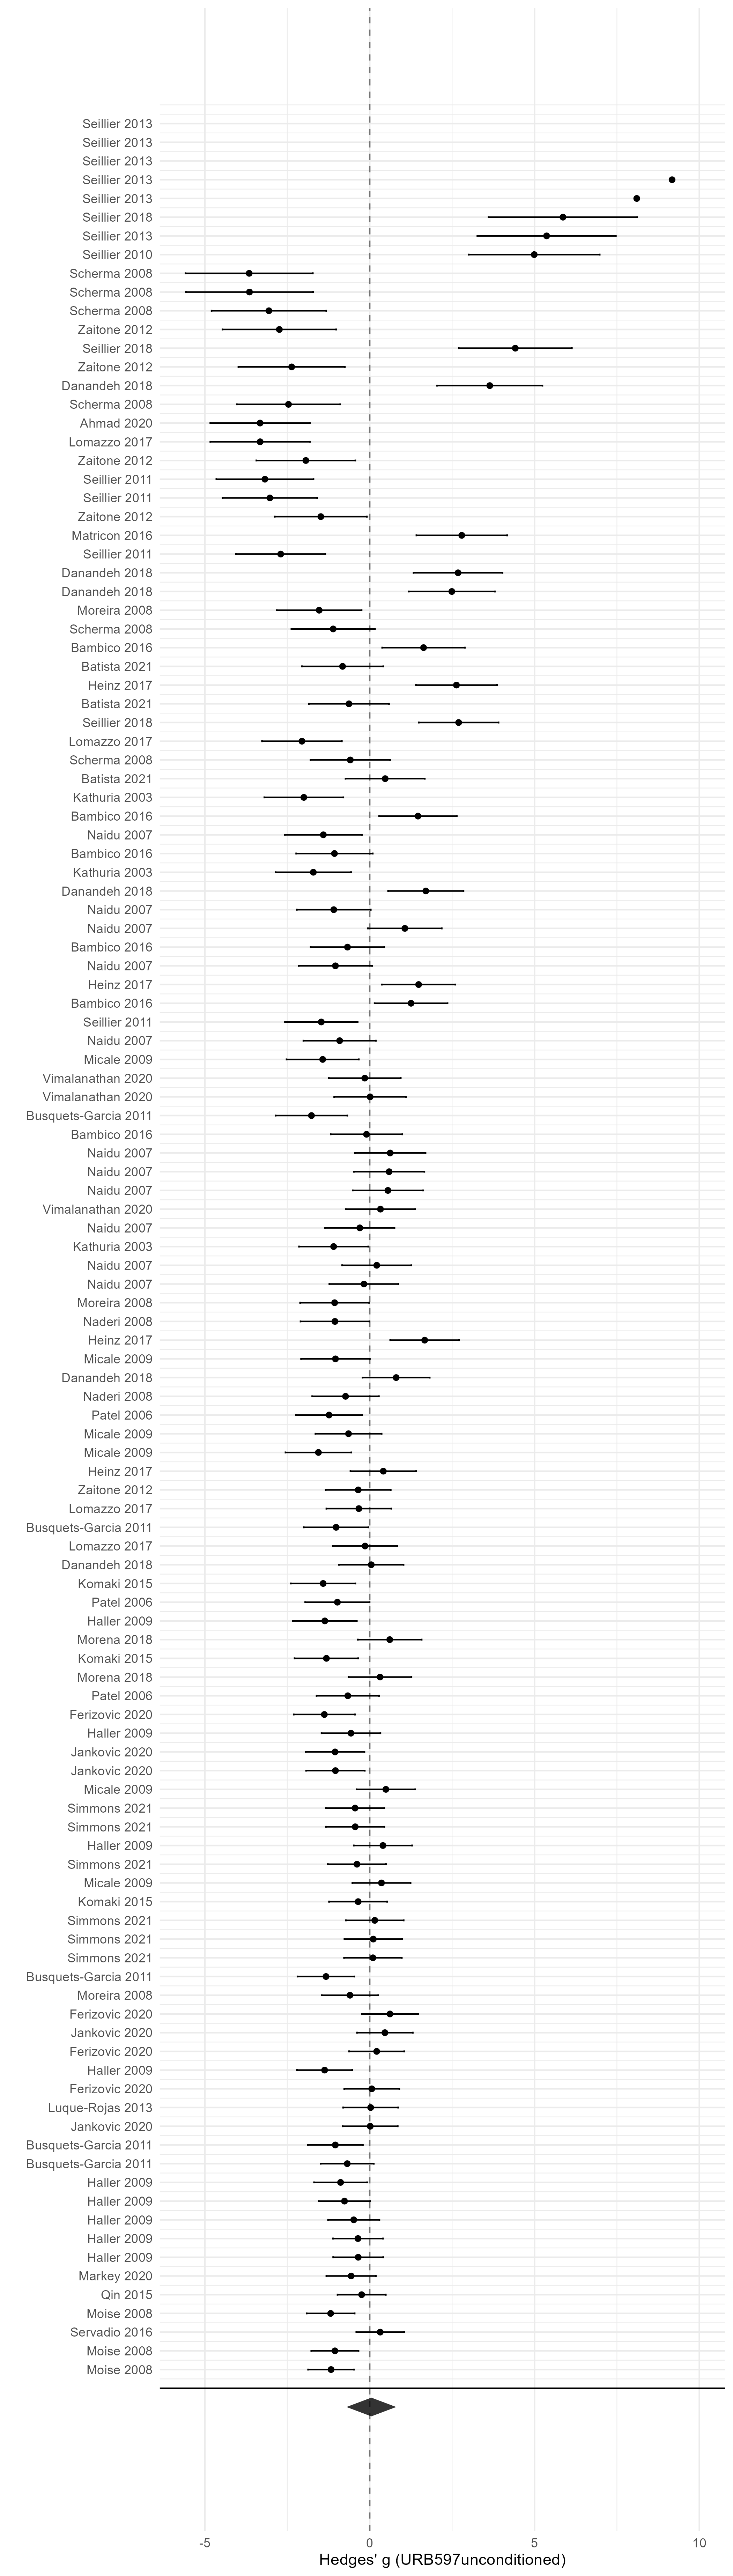 Seillier 2013
Seillier 2013
Seillier 2013
Seillier 2013
Seillier 2013
Seillier 2018
Seillier 2013
Seillier 2010
Scherma 2008
Scherma 2008
Scherma 2008
Zaitone 2012
Seillier 2018
Zaitone 2012
Danandeh 2018
Scherma 2008
Ahmad 2020
Lomazzo 2017
Zaitone 2012
Seillier 2011
Seillier 2011
Zaitone 2012
Matricon 2016
Seillier 2011
Danandeh 2018
Danandeh 2018
Moreira 2008
Scherma 2008
Bambico 2016
Batista 2021
Heinz 2017
Batista 2021
Seillier 2018
Lomazzo 2017
Scherma 2008
Batista 2021
Kathuria 2003
Bambico 2016
Naidu 2007
Bambico 2016
Kathuria 2003
Danandeh 2018
Naidu 2007
Naidu 2007
Bambico 2016
Naidu 2007
Heinz 2017
Bambico 2016
Seillier 2011
Naidu 2007
Micale 2009
Vimalanathan 2020
Vimalanathan 2020
Busquets-Garcia 2011
Bambico 2016
Naidu 2007
Naidu 2007
Naidu 2007
Vimalanathan 2020
Naidu 2007
Kathuria 2003
Naidu 2007
Naidu 2007
Moreira 2008
Naderi 2008
Heinz 2017
Micale 2009
Danandeh 2018
Naderi 2008
Patel 2006
Micale 2009
Micale 2009
Heinz 2017
Zaitone 2012
Lomazzo 2017
Busquets-Garcia 2011
Lomazzo 2017
Danandeh 2018
Komaki 2015
Patel 2006
Haller 2009
Morena 2018
Komaki 2015
Morena 2018
Patel 2006
Ferizovic 2020
Haller 2009
Jankovic 2020
Jankovic 2020
Micale 2009
Simmons 2021
Simmons 2021
Haller 2009
Simmons 2021
Micale 2009
Komaki 2015
Simmons 2021
Simmons 2021
Simmons 2021
Busquets-Garcia 2011
Moreira 2008
Ferizovic 2020
Jankovic 2020
Ferizovic 2020
Haller 2009
Ferizovic 2020
Luque-Rojas 2013
Jankovic 2020
Busquets-Garcia 2011
Busquets-Garcia 2011
Haller 2009
Haller 2009
Haller 2009
Haller 2009
Haller 2009
Markey 2020
Qin 2015
Moise 2008
Servadio 2016
Moise 2008
Moise 2008
-5 0 5 10
Hedges' g (URB597unconditioned)